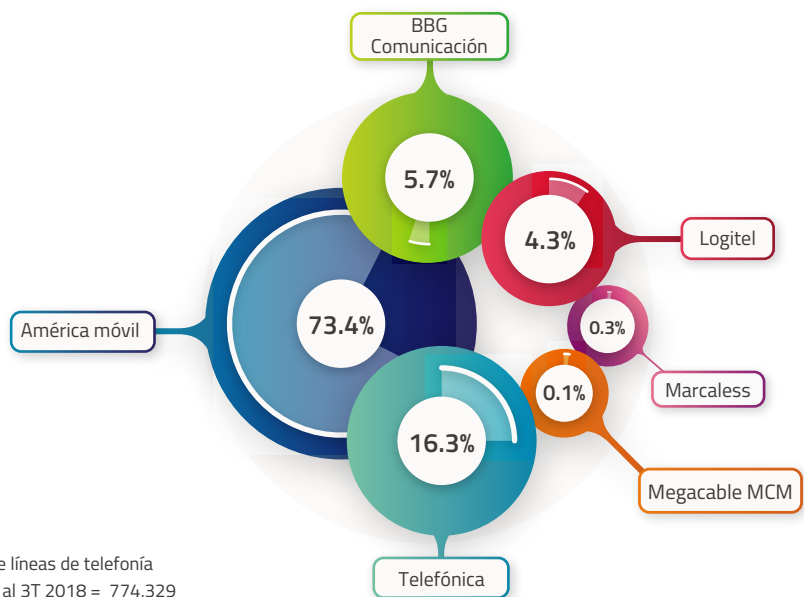 BBG
Comunicación
5.7%
4.3%
Logitel
América móvil
73.4%
0.3%
Marcaless
0.1%
16.3%
Megacable MCM
Telefónica
e líneas de telefonía
al 3T 2018 = 774,329